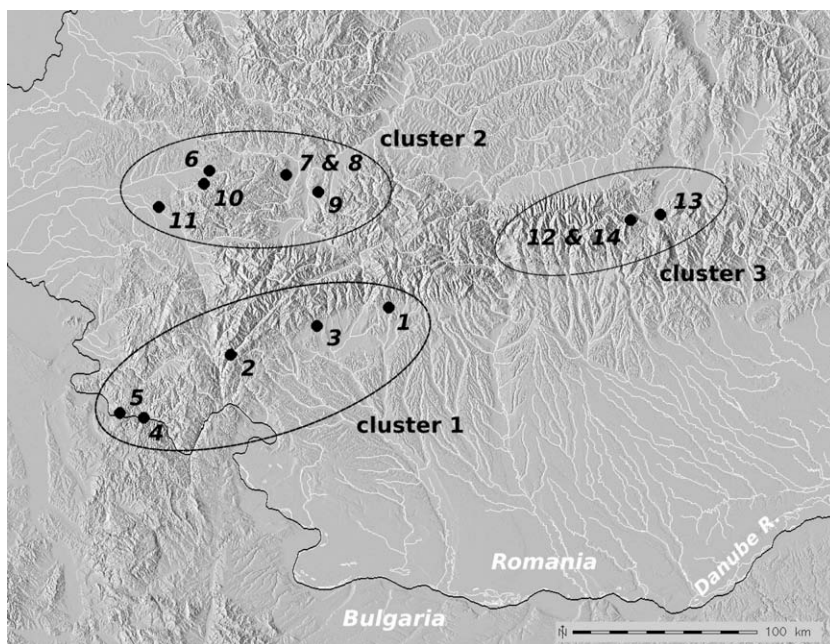 cluster 2
6
7 & 8
10
9
11
13
12 & 14
cluster 3
1
3
2
5
4
cluster 1
Romania
Danube R.
Bulgaria
N
100 km